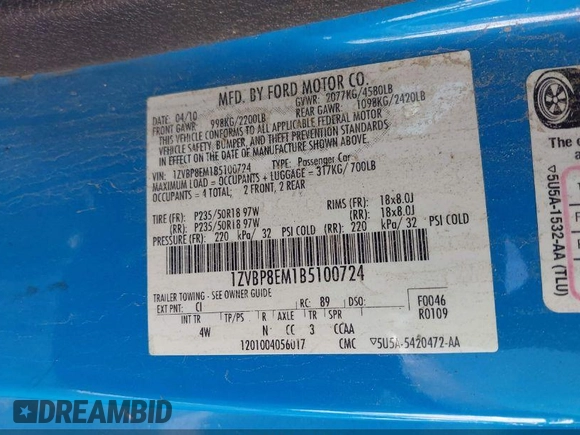 MFD. BY FORD MOTOR CO.
DATE: 04/10 GVWR: 2077KG/4580LB
FRONT GAWR: 998KG/2200LB REAR GAWR: 1098KG/2420LB
THIS VEHICLE CONFORMS TO ALL APPLICABLE FEDERAL MOTOR
VEHICLE SAFETY, BUMPER, AND THEFT PREVENTION STANDARDS
IN EFFECT ON THE DATE OF MANUFACTURE SHOWN ABOVE.
VIN: 1ZVBP8EM1B5100724 TYPE: Passenger Car
MAXIMUM LOAD = OCCUPANTS + LUGGAGE = 317KG/700LB
OCCUPANTS = 4 TOTAL; 2 FRONT, 2 REAR
TIRE (F): P235/50R18 97W RIMS (F): 18x8.0J
(R): P235/50R18 97W (R): 18x8.0J
PRESSURE (F): 220 kPa/ 32 PSI COLD (R): 220 kPa/ 32 PSI COLD
1ZVBP8EM1B5100724
TRAILER TOWING - SEE OWNER GUIDE
EXT PNT: CI RC: 89 DSO: F0046
INT TR TP/PS R AXLE TR SPR R0109
4W N CC 3 CCAA
1201004056017 CMC ▽5U5A-5420472-AA
The e
▽5U5A-1532-AA (TLU)
DREAMBID